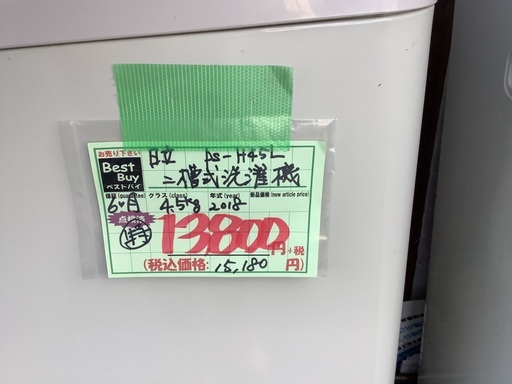 お売り下さい
Best Buy
ベストバイ
日立 PS-H45L
二槽式洗濯機
保証(guarantee) クラス(class) 年式(year) 新品価格(new article price)
6ヶ月 4.5kg 2018
点検済
13800円+税
(税込価格: 15,180円)